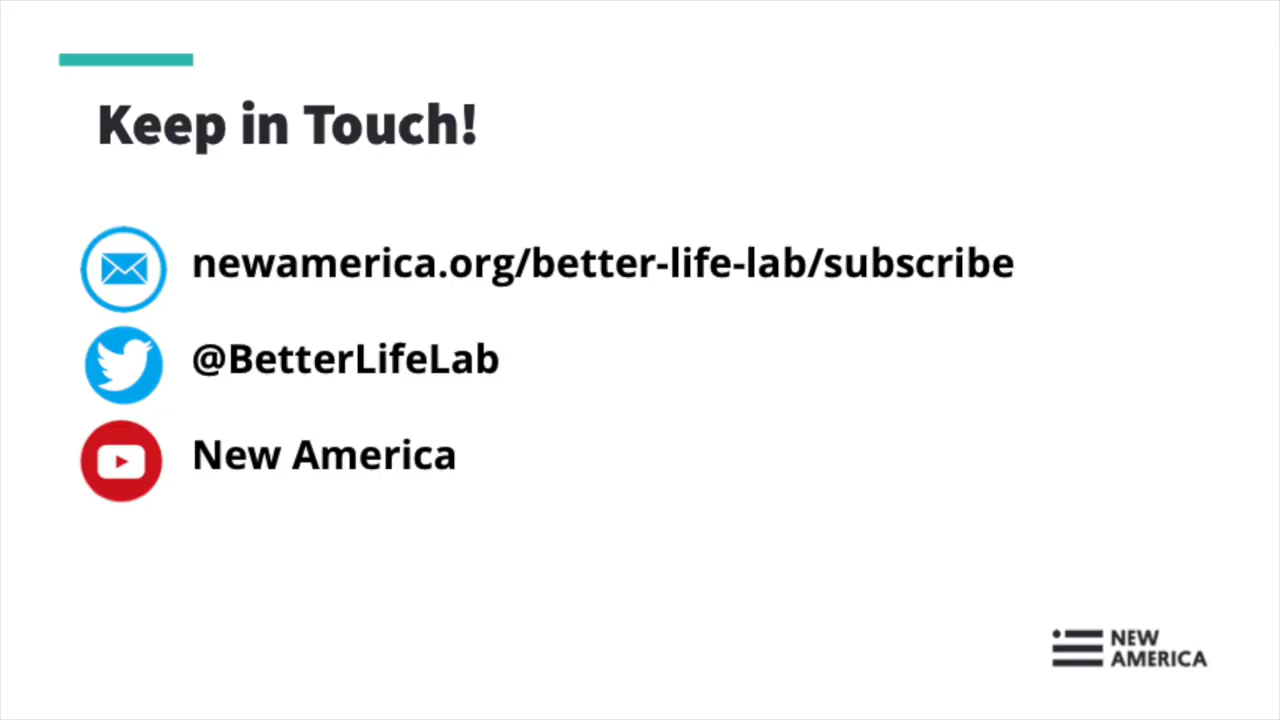 Keep in Touch!
newamerica.org/better-life-lab/subscribe
@BetterLifeLab
New America
NEW
AMERICA